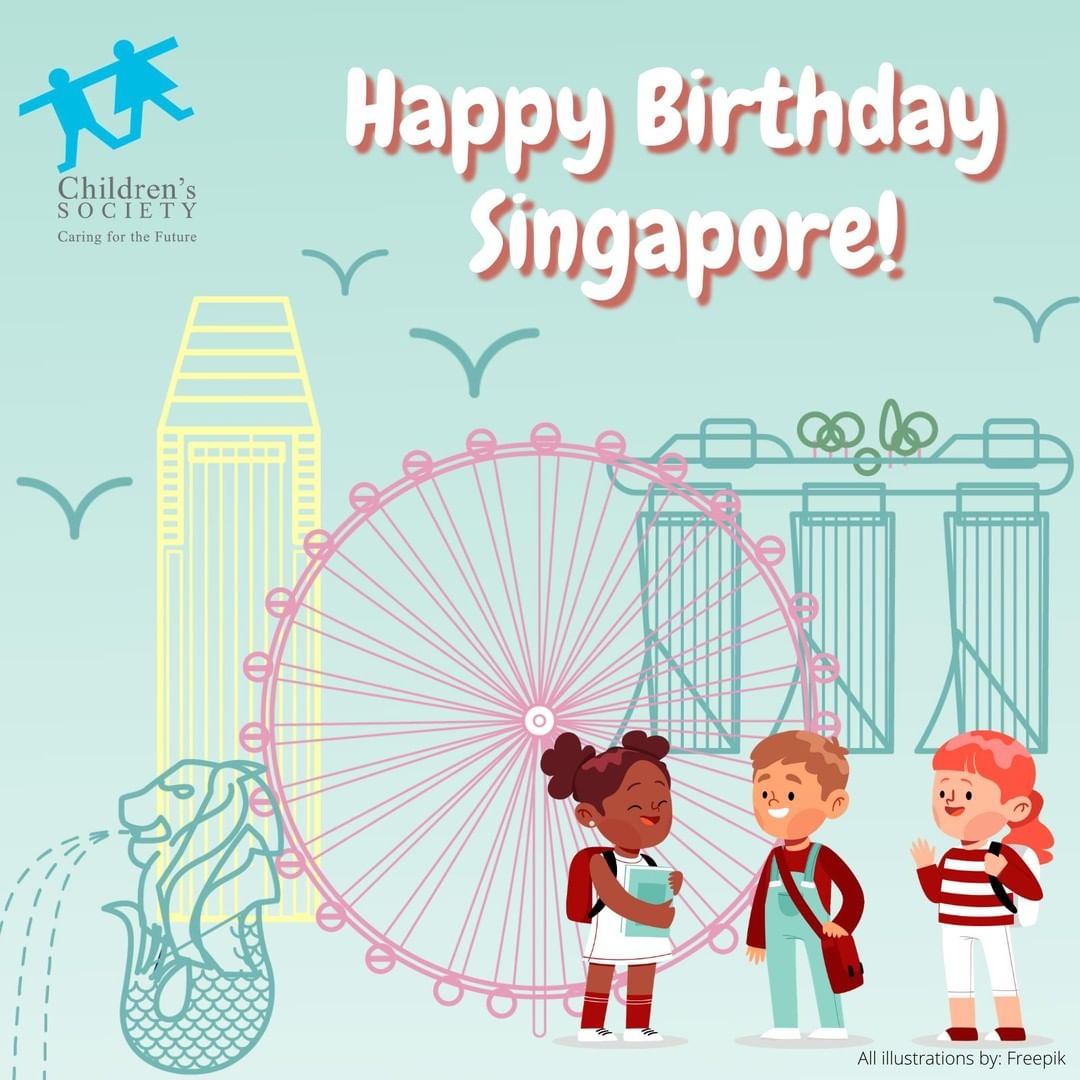 Happy Birthday
Singapore!
Children's
SOCIETY
Caring for the Future
All illustrations by: Freepik